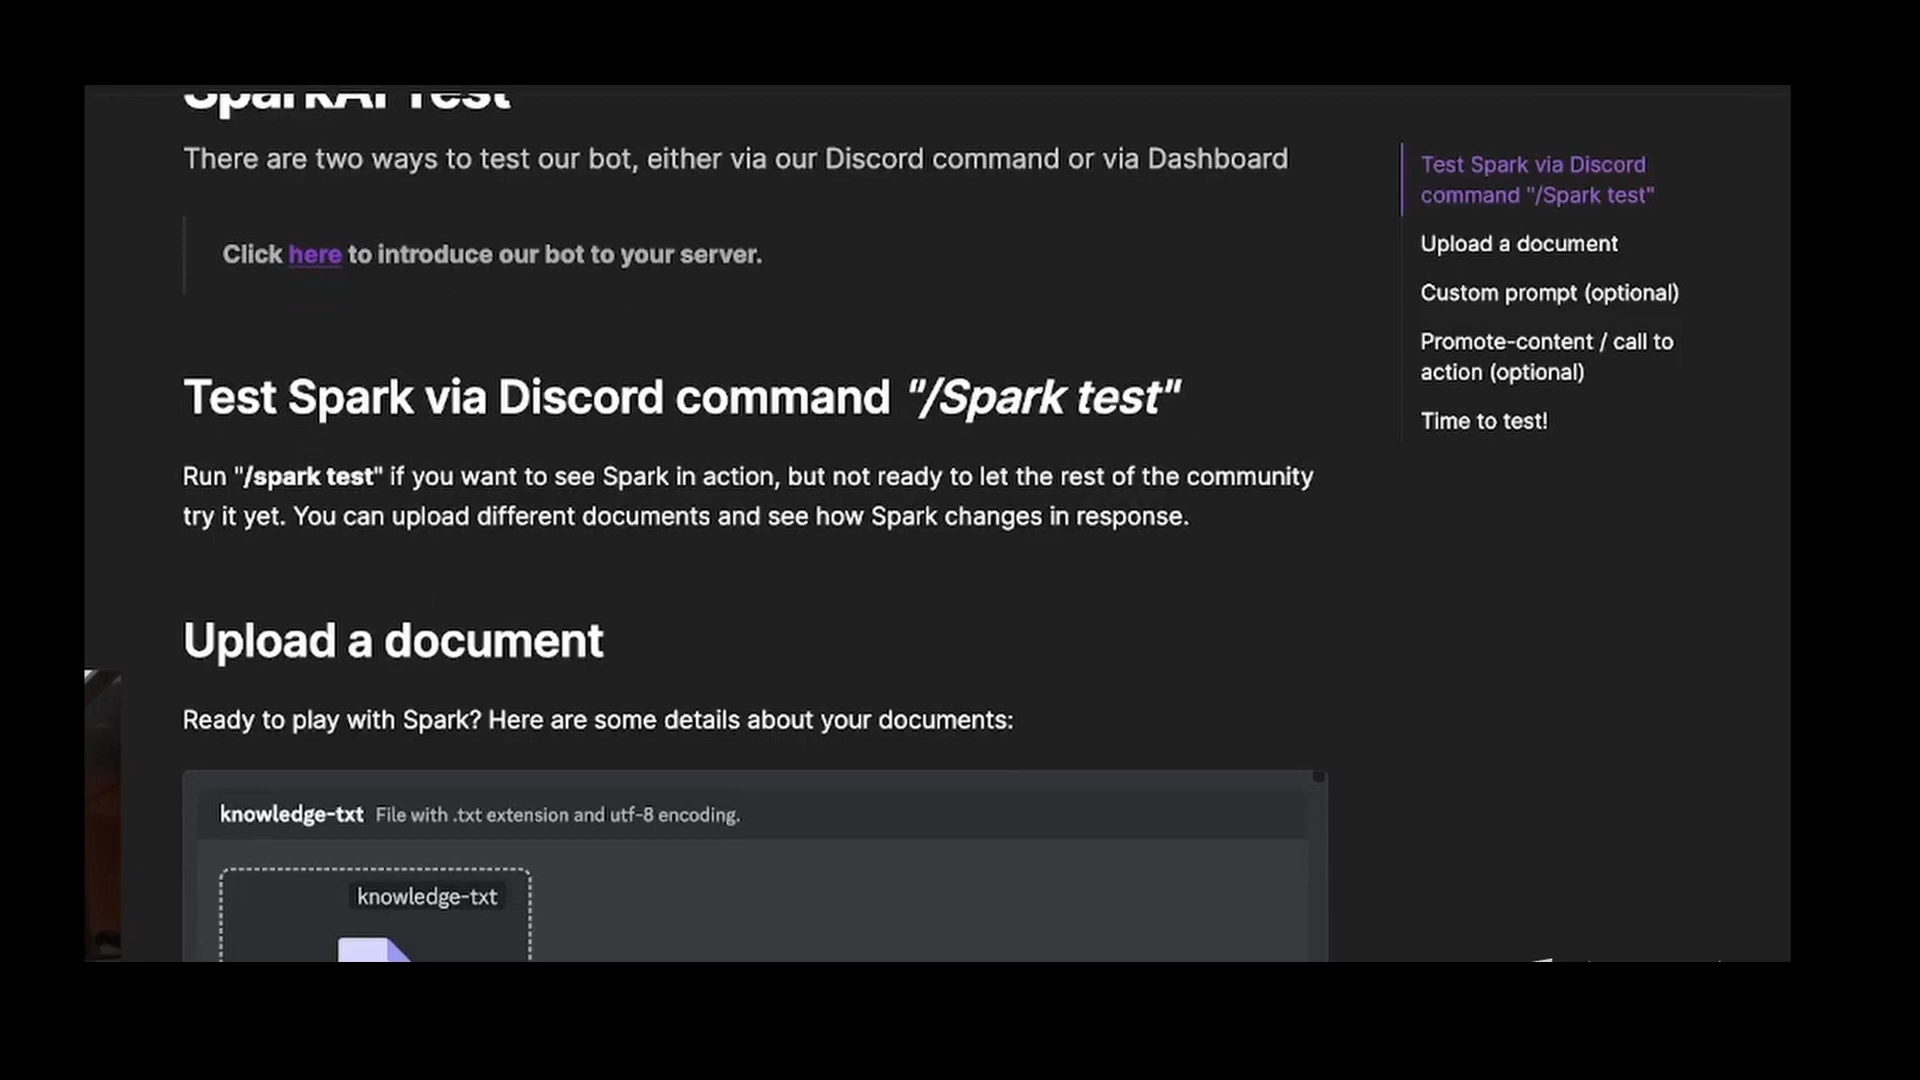 SparkAI Test
There are two ways to test our bot, either via our Discord command or via Dashboard
Click here to introduce our bot to your server.
Test Spark via Discord command "/Spark test"
Run "/spark test" if you want to see Spark in action, but not ready to let the rest of the community
try it yet. You can upload different documents and see how Spark changes in response.
Upload a document
Ready to play with Spark? Here are some details about your documents:
knowledge-txt File with .txt extension and utf-8 encoding.
knowledge-txt
Test Spark via Discord
command "/Spark test"
Upload a document
Custom prompt (optional)
Promote-content / call to
action (optional)
Time to test!